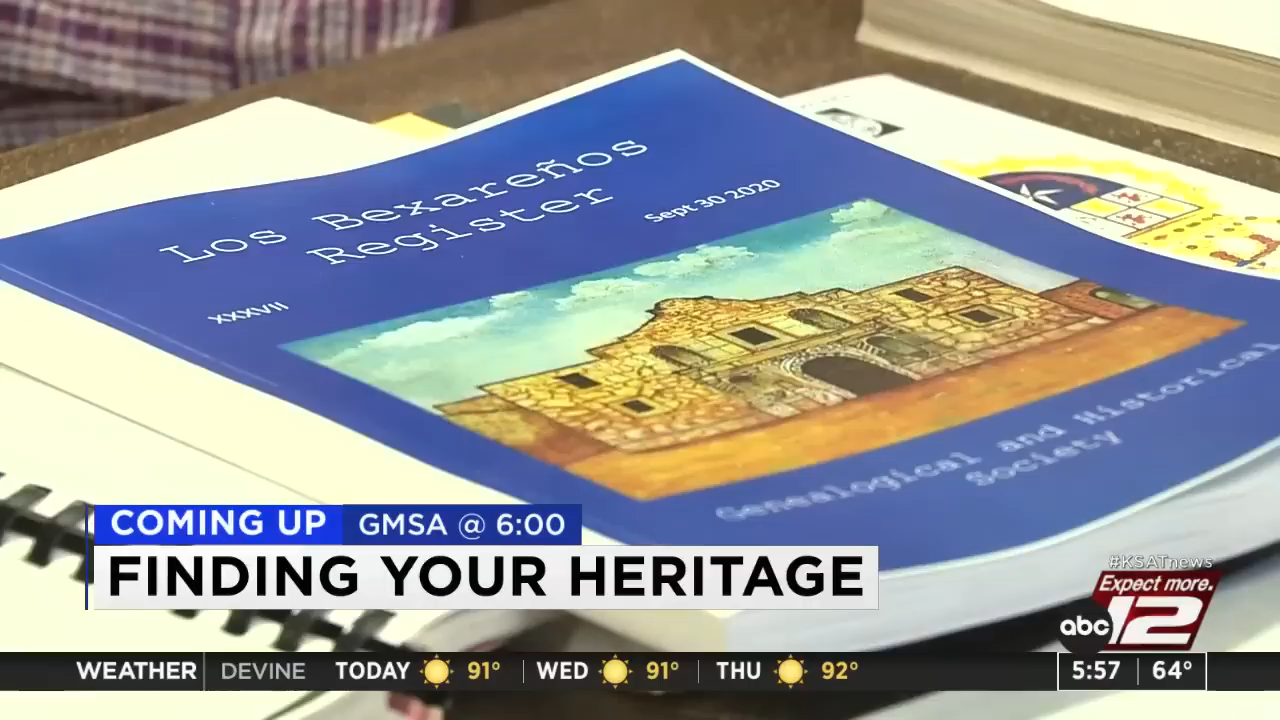 Los Bexareños
Register
Sept 30 2020
XXXVII
Genealogical and Historical
Society
COMING UP GMSA @ 6:00
FINDING YOUR HERITAGE
#KSATnews
Expect more.
abc 12
WEATHER DEVINE TODAY 91° WED 91° THU 92° 5:57 64°